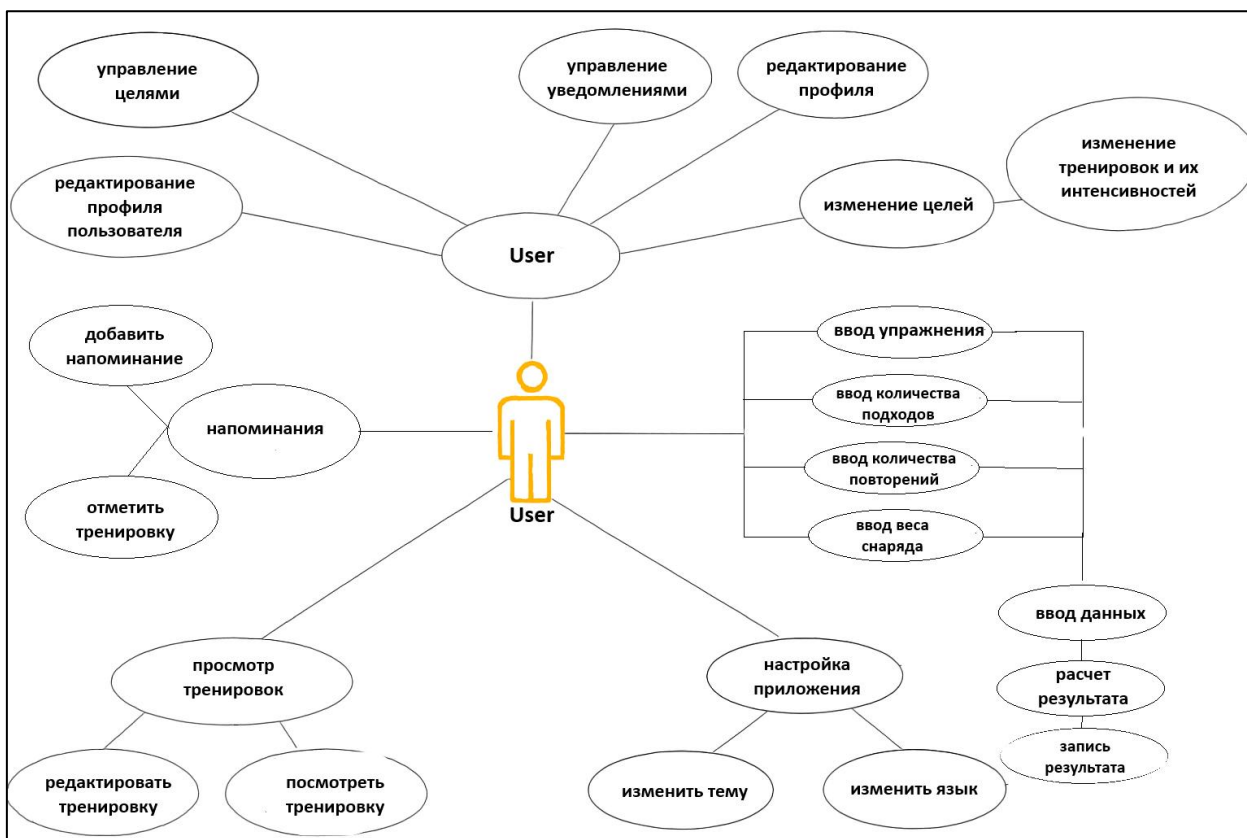 управление
целями
управление
уведомлениями
редактирование
профиля
изменение
тренировок и их
интенсивностей
редактирование
профиля
пользователя
изменение целей
User
добавить
напоминание
ввод упражнения
ввод количества
подходов
напоминания
ввод количества
повторений
отметить
тренировку
User
ввод веса
снаряда
ввод данных
просмотр
тренировок
настройка
приложения
расчет
результата
запись
результата
редактировать
тренировку
посмотреть
тренировку
изменить тему
изменить язык